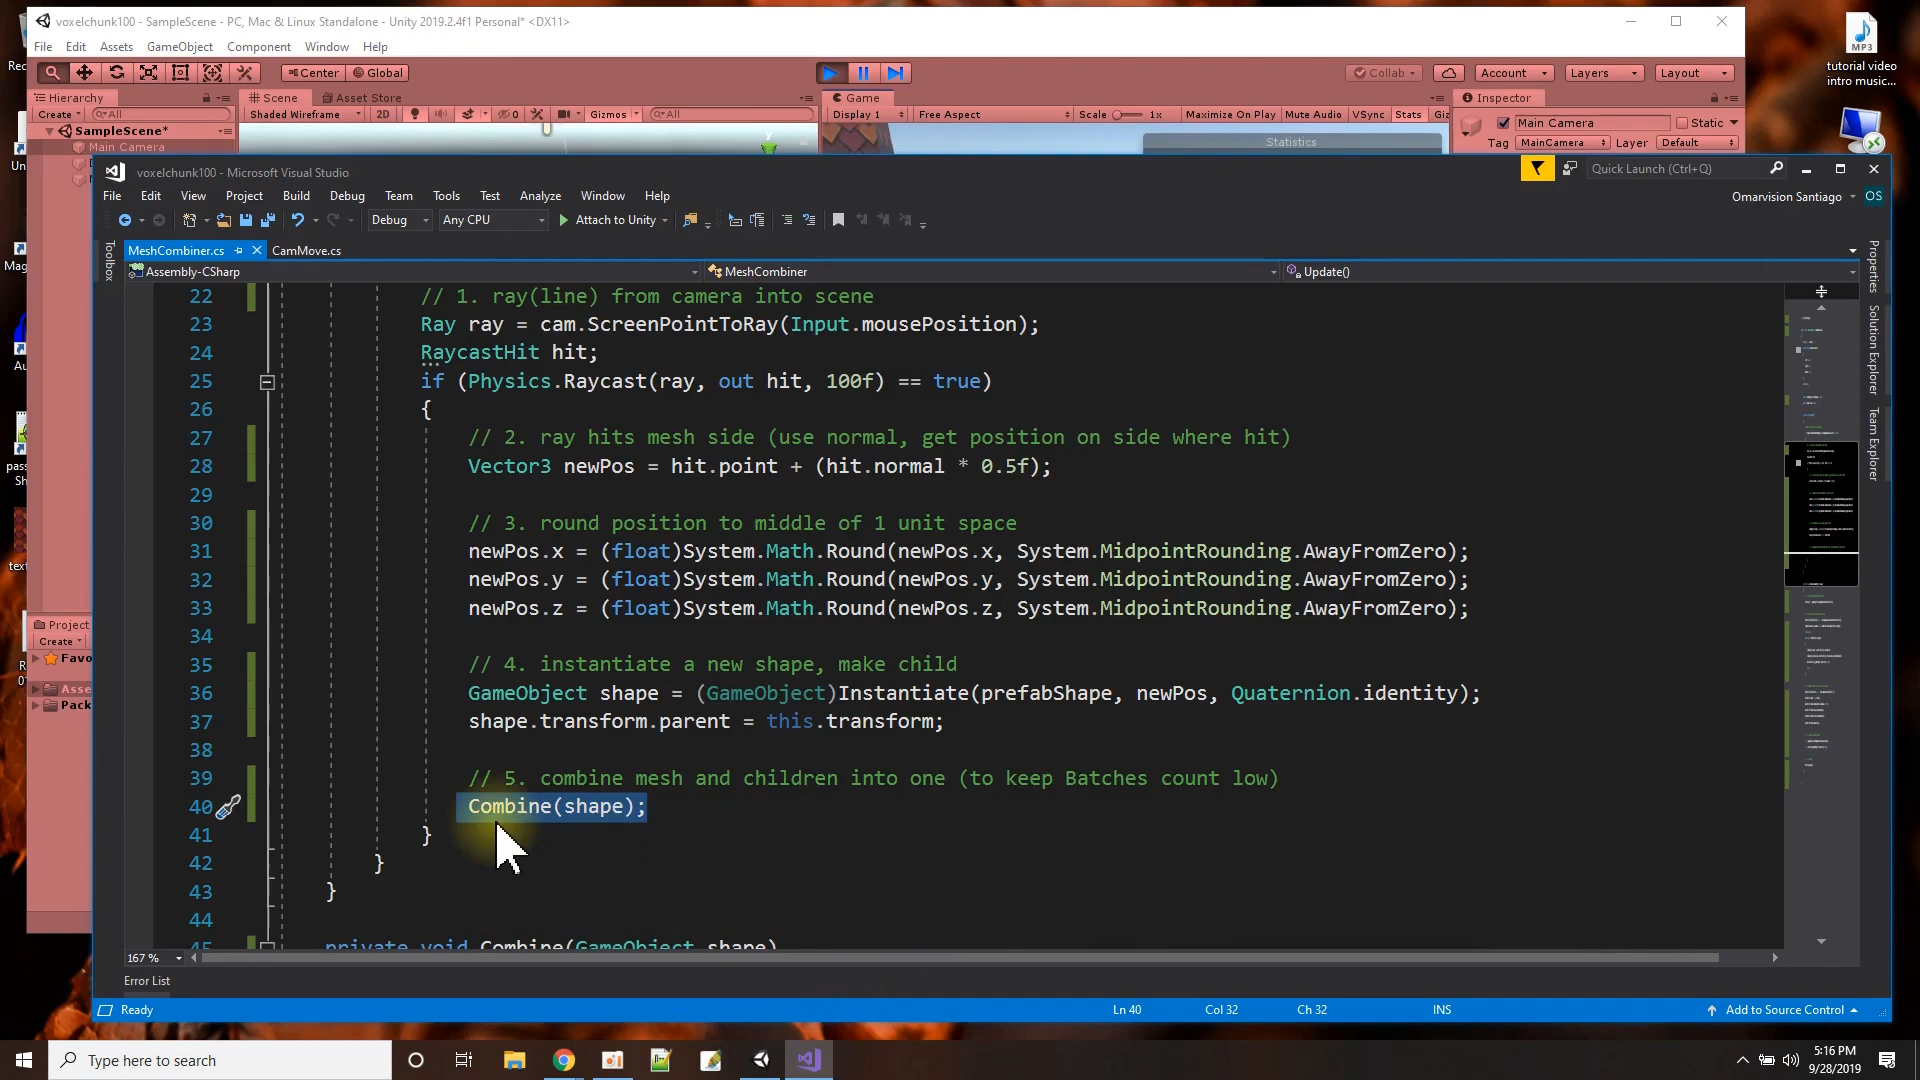 voxelchunk100 - SampleScene - PC, Mac & Linux Standalone - Unity 2019.2.4f1 Personal* <DX11>
File Edit Assets GameObject Component Window Help
Center Global Collab Account Layers Layout
Hierarchy Scene Asset Store Game Inspector
Create All Shaded Wireframe 2D 0 Gizmos All Display 1 Free Aspect Scale 1x Maximize On Play Mute Audio VSync Stats Main Camera Static
SampleScene* Statistics Tag MainCamera Layer Default
Main Camera
MP3
tutorial video
intro music...
voxelchunk100 - Microsoft Visual Studio
Quick Launch (Ctrl+Q)
File Edit View Project Build Debug Team Tools Test Analyze Window Help
Omarvision Santiago OS
Debug Any CPU Attach to Unity
MeshCombiner.cs CamMove.cs
Assembly-CSharp MeshCombiner Update()
Toolbox
Properties
Solution Explorer
Team Explorer
22 // 1. ray(line) from camera into scene
23 Ray ray = cam.ScreenPointToRay(Input.mousePosition);
24 RaycastHit hit;
25 if (Physics.Raycast(ray, out hit, 100f) == true)
26 {
27 // 2. ray hits mesh side (use normal, get position on side where hit)
28 Vector3 newPos = hit.point + (hit.normal * 0.5f);
29
30 // 3. round position to middle of 1 unit space
31 newPos.x = (float)System.Math.Round(newPos.x, System.MidpointRounding.AwayFromZero);
32 newPos.y = (float)System.Math.Round(newPos.y, System.MidpointRounding.AwayFromZero);
33 newPos.z = (float)System.Math.Round(newPos.z, System.MidpointRounding.AwayFromZero);
34
35 // 4. instantiate a new shape, make child
36 GameObject shape = (GameObject)Instantiate(prefabShape, newPos, Quaternion.identity);
37 shape.transform.parent = this.transform;
38
39 // 5. combine mesh and children into one (to keep Batches count low)
40 Combine(shape);
41 }
42 }
43 }
44
45 private void Combine(GameObject shape)
Project
Create
Favo
Asse
Pack
167 %
Error List
Ready Ln 40 Col 32 Ch 32 INS Add to Source Control
Type here to search
5:16 PM
9/28/2019